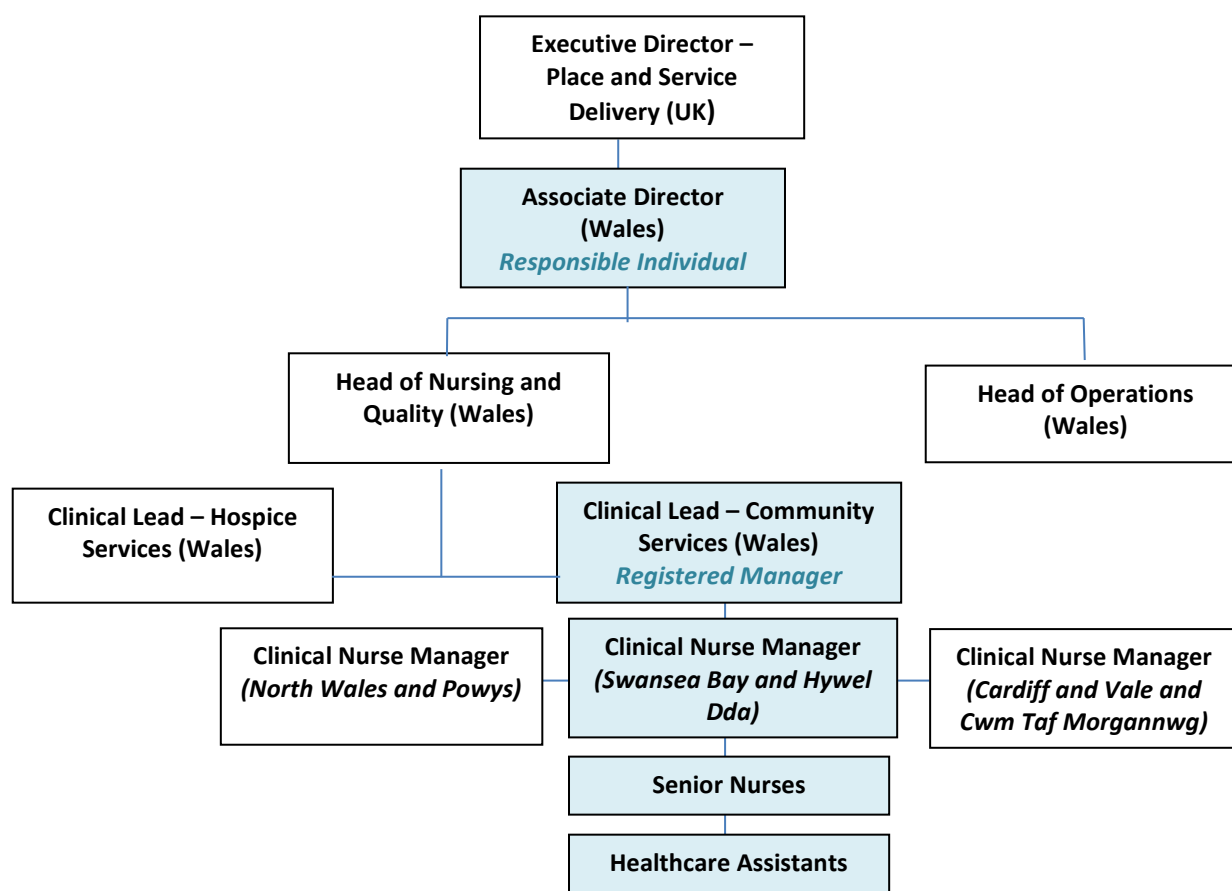 Executive Director –
Place and Service
Delivery (UK)
Associate Director
(Wales)
Responsible Individual
Head of Nursing and
Quality (Wales)
Head of Operations
(Wales)
Clinical Lead – Hospice
Services (Wales)
Clinical Lead – Community
Services (Wales)
Registered Manager
Clinical Nurse Manager
(North Wales and Powys)
Clinical Nurse Manager
(Swansea Bay and Hywel
Dda)
Clinical Nurse Manager
(Cardiff and Vale and
Cwm Taf Morgannwg)
Senior Nurses
Healthcare Assistants